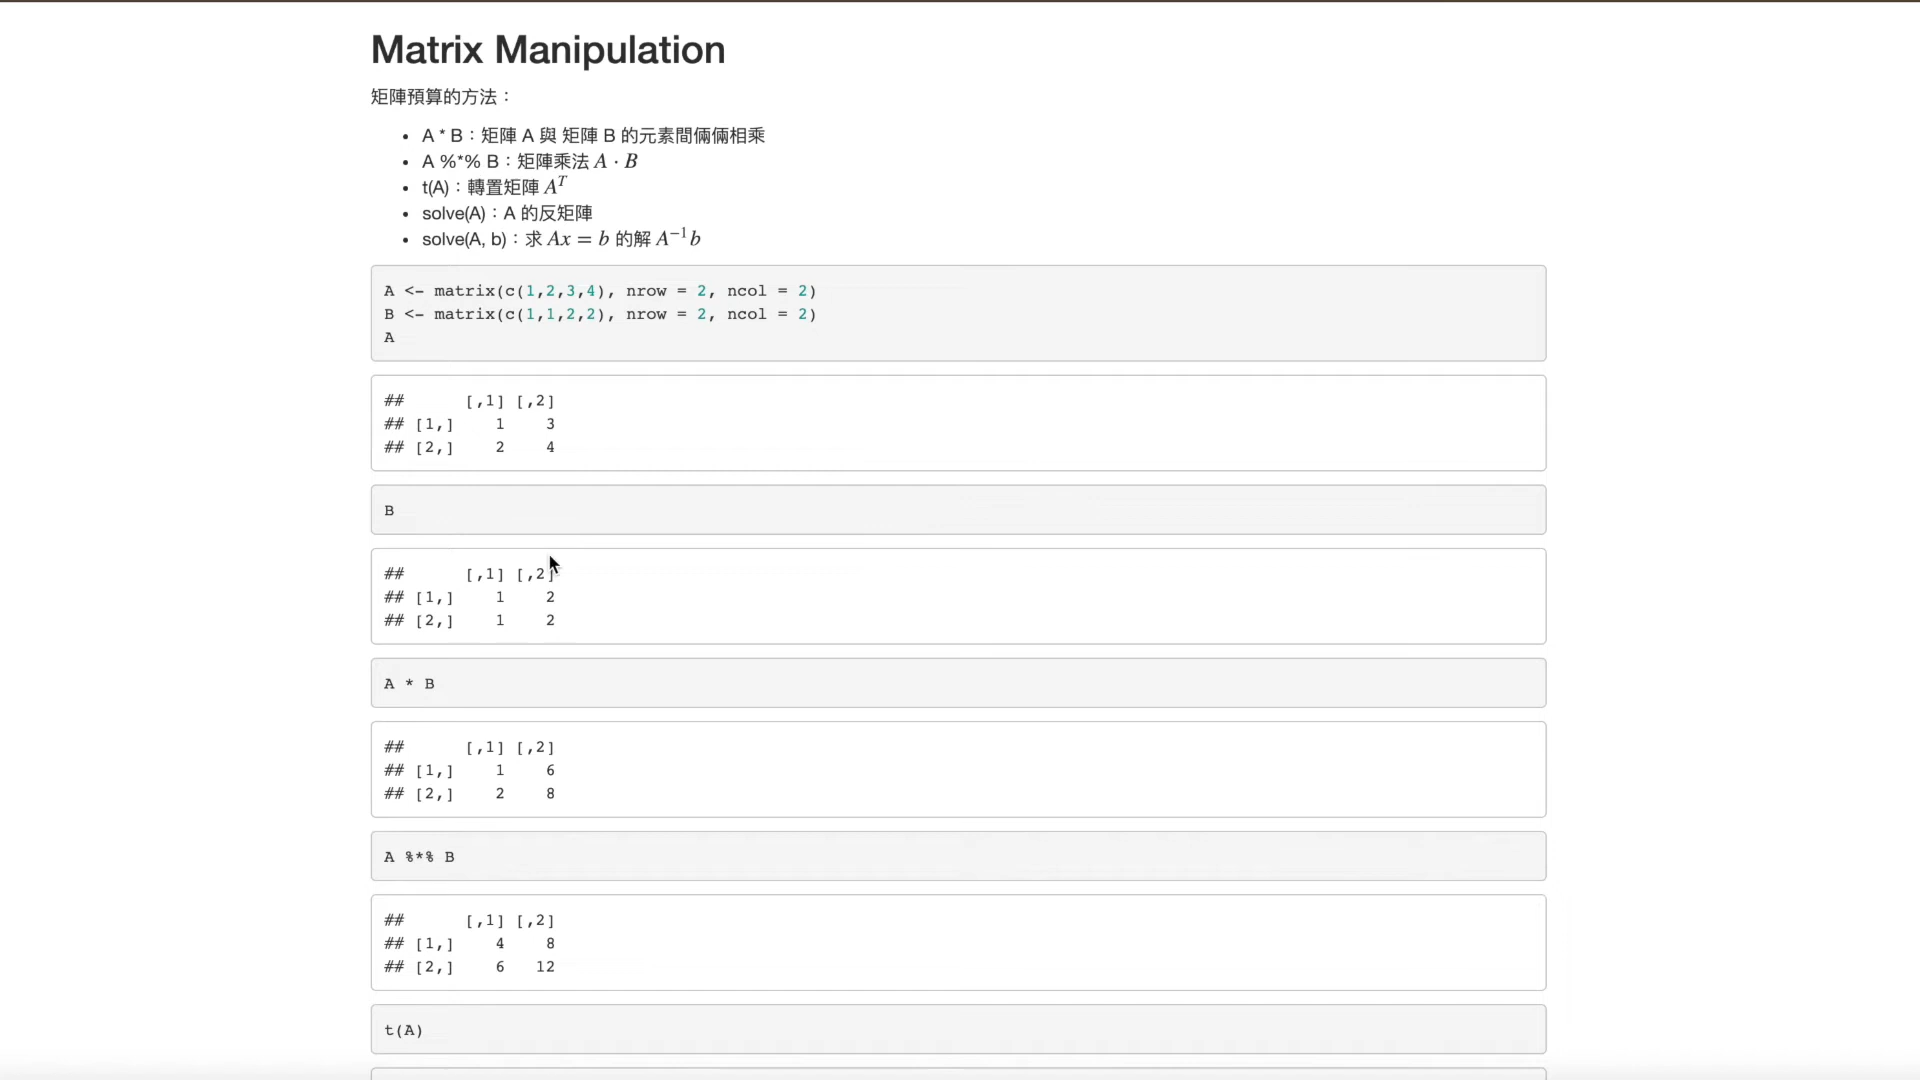 Matrix Manipulation
矩陣預算的方法：
• A * B：矩陣 A 與 矩陣 B 的元素間倆倆相乘
• A %*% B：矩陣乘法 A · B
• t(A)：轉置矩陣 Aᵀ
• solve(A)：A 的反矩陣
• solve(A, b)：求 Ax = b 的解 A⁻¹b
A <- matrix(c(1,2,3,4), nrow = 2, ncol = 2)
B <- matrix(c(1,1,2,2), nrow = 2, ncol = 2)
A
##      [,1] [,2]
## [1,]    1    3
## [2,]    2    4
B
##      [,1] [,2]
## [1,]    1    2
## [2,]    1    2
A * B
##      [,1] [,2]
## [1,]    1    6
## [2,]    2    8
A %*% B
##      [,1] [,2]
## [1,]    4    8
## [2,]    6   12
t(A)